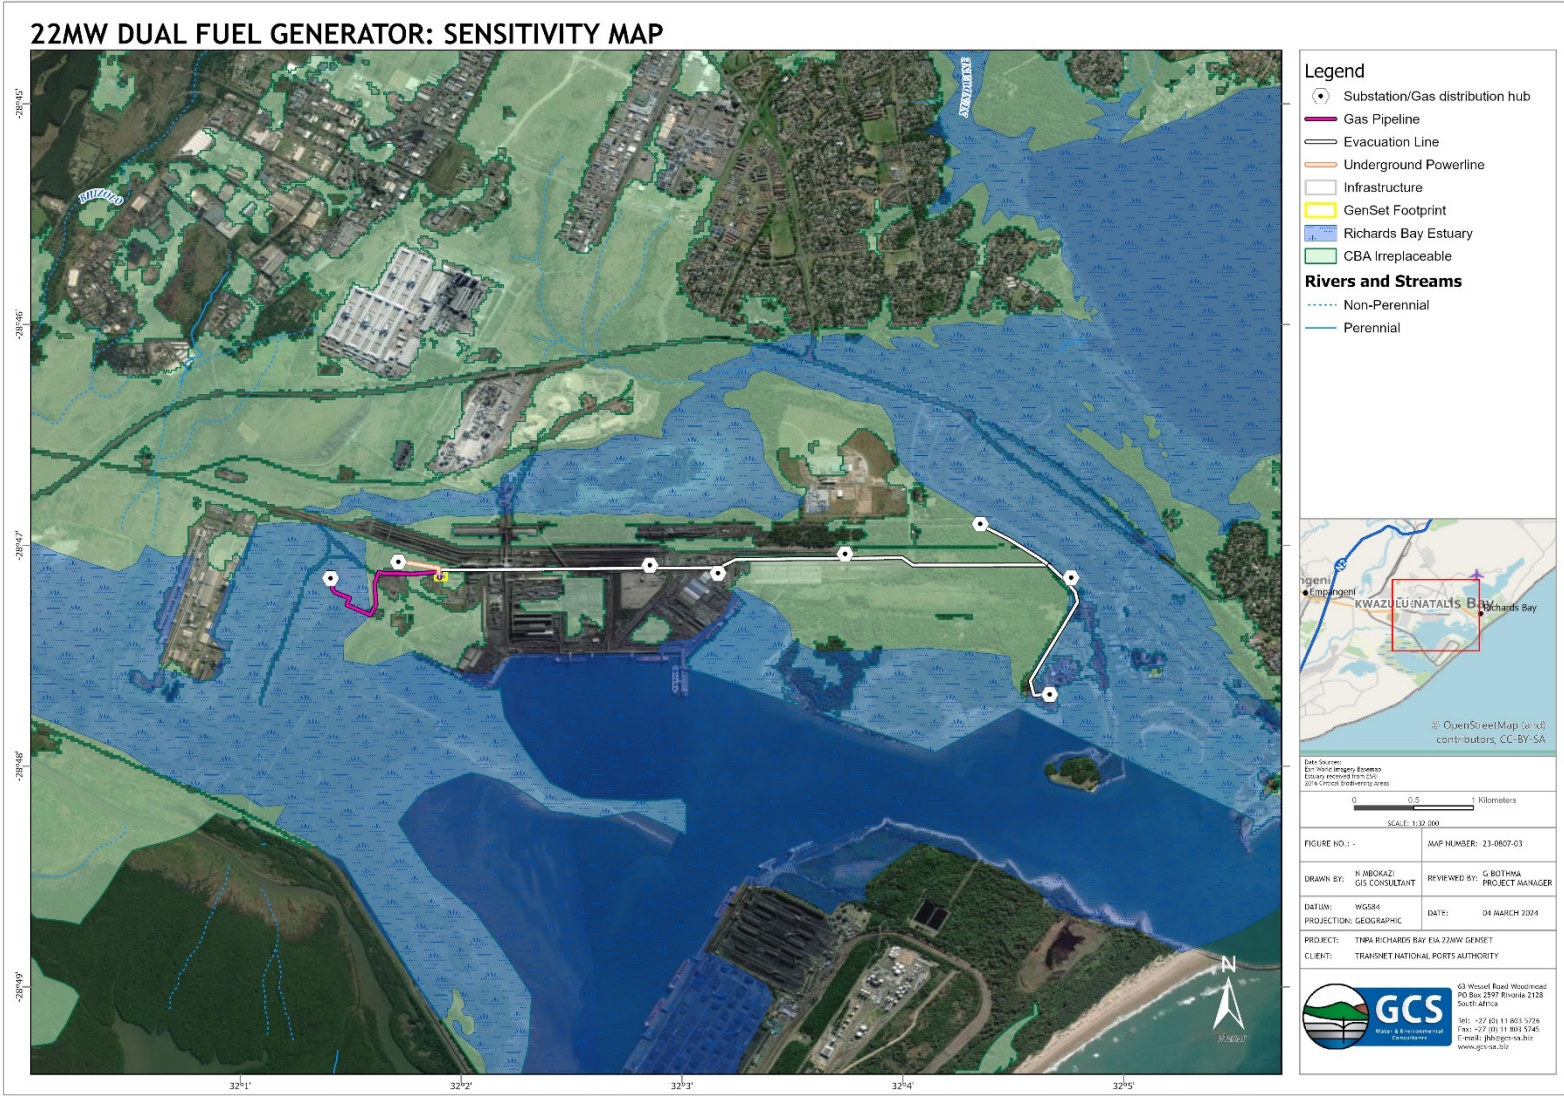 22MW DUAL FUEL GENERATOR: SENSITIVITY MAP
-28°45'
-28°46'
-28°47'
-28°48'
-28°49'
32°1'
32°2'
32°3'
32°4'
32°5'
N
Legend
Substation/Gas distribution hub
Gas Pipeline
Evacuation Line
Underground Powerline
Infrastructure
GenSet Footprint
Richards Bay Estuary
CBA Irreplaceable
Rivers and Streams
Non-Perennial
Perennial
N2
ngeni
Empangeni
KWAZULU-NATAL
s Bay
Richards Bay
© OpenStreetMap (and)
contributors, CC-BY-SA
Data Sources:
Esri World Imagery Basemap
Estuary received from ESRI
2016 Critical Biodiversity Areas
0 0.5 1 Kilometers
SCALE: 1:32 000
FIGURE NO.: -
MAP NUMBER: 23-0807-03
DRAWN BY: N MBOKAZI
GIS CONSULTANT
REVIEWED BY: G BOTHMA
PROJECT MANAGER
DATUM: WGS84
PROJECTION: GEOGRAPHIC
DATE: 04 MARCH 2024
PROJECT: TNPA RICHARDS BAY EIA 22MW GENSET
CLIENT: TRANSNET NATIONAL PORTS AUTHORITY
GCS
Water & Environmental
Consultants
63 Wessel Road Woodmead
PO Box 2597 Rivonia 2128
South Africa
Tel: +27 (0) 11 803 5726
Fax: +27 (0) 11 803 5745
E-mail: jhb@gcs-sa.biz
www.gcs-sa.biz